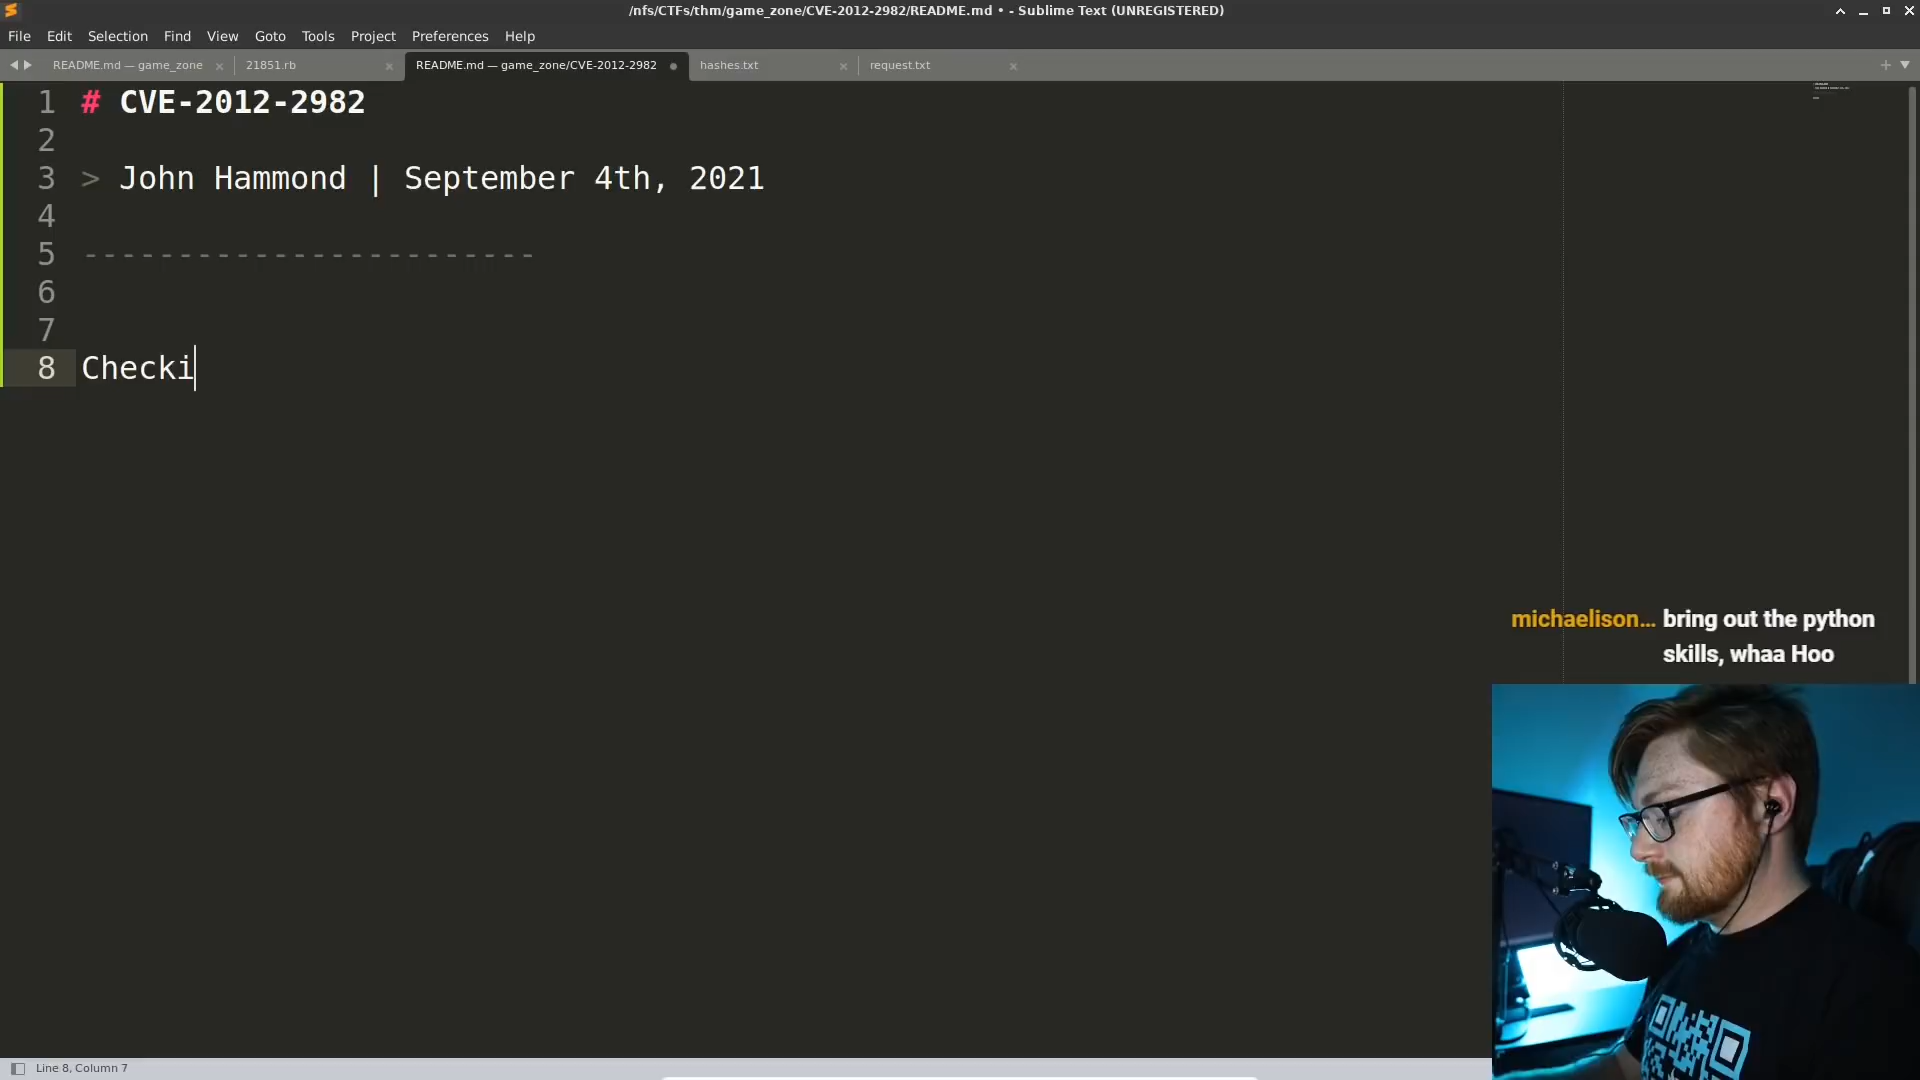 /nfs/CTFs/thm/game_zone/CVE-2012-2982/README.md • - Sublime Text (UNREGISTERED)
File Edit Selection Find View Goto Tools Project Preferences Help
README.md — game_zone × 21851.rb × README.md — game_zone/CVE-2012-2982 hashes.txt × request.txt ×
1 # CVE-2012-2982
2
3 > John Hammond | September 4th, 2021
4
5 ------------------------
6
7
8 Checki
michaelison… bring out the python
skills, whaa Hoo
Line 8, Column 7